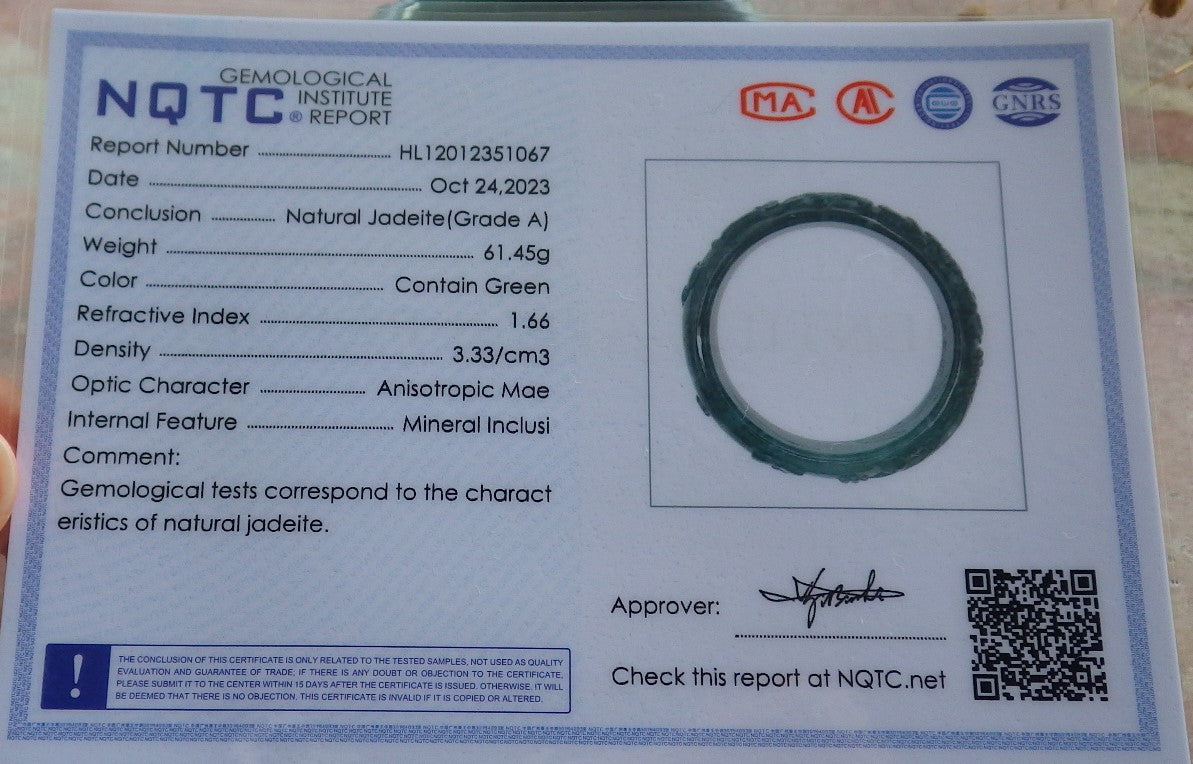 NQTC® GEMOLOGICAL
INSTITUTE
REPORT
MA
AL
GNRS
Report Number ........ HL12012351067
Date ........ Oct 24,2023
Conclusion ........ Natural Jadeite(Grade A)
Weight ........ 61.45g
Color ........ Contain Green
Refractive Index ........ 1.66
Density ........ 3.33/cm3
Optic Character ........ Anisotropic Mae
Internal Feature ........ Mineral Inclusi
Comment:
Gemological tests correspond to the charact
eristics of natural jadeite.
Approver:
Check this report at NQTC.net
!
THE CONCLUSION OF THIS CERTIFICATE IS ONLY RELATED TO THE TESTED SAMPLES, NOT USED AS QUALITY
EVALUATION AND GUARANTEE OF TRADE. IF THERE IS ANY DOUBT OR OBJECTION TO THE CERTIFICATE,
PLEASE SUBMIT IT TO THE CENTER WITHIN 15 DAYS AFTER THE CERTIFICATE IS ISSUED. OTHERWISE, IT WILL
BE DEEMED THAT THERE IS NO OBJECTION. THIS CERTIFICATE IS INVALID IF IT IS COPIED OR ALTERED.